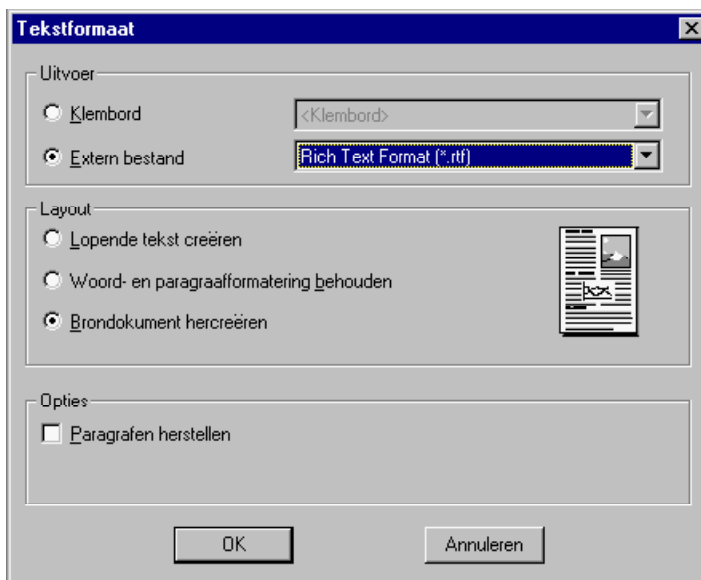 Tekstformaat
Uitvoer
Klembord
<Klembord>
Extern bestand
Rich Text Format (*.rtf)
Layout
Lopende tekst creëren
Woord- en paragraafformatering behouden
Brondokument hercreëren
Opties
Paragrafen herstellen
OK
Annuleren